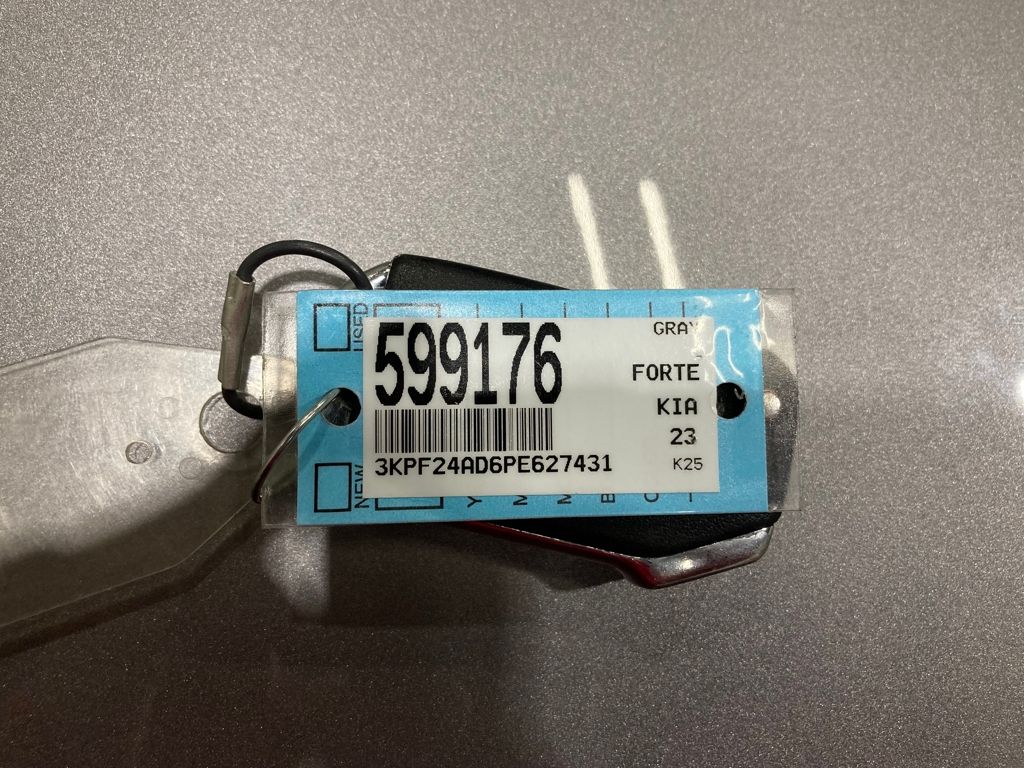 USED
599176
GRAY
FORTE
KIA
23
3KPF24AD6PE627431
K25
NEW
Y
M
M
B
C